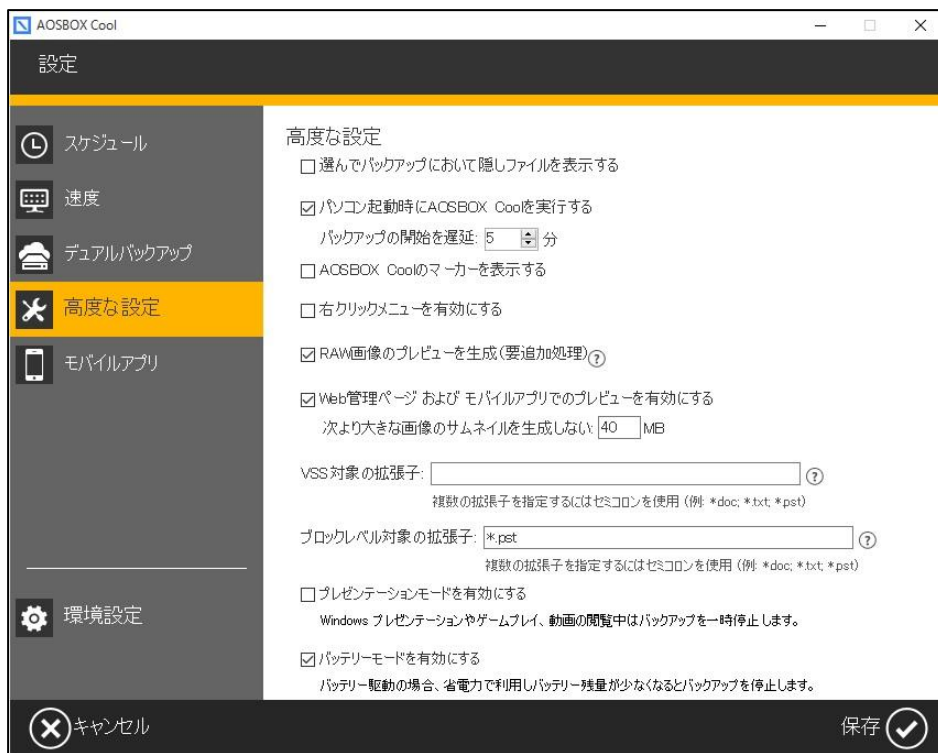 AOSBOX Cool
設定
スケジュール
速度
デュアルバックアップ
高度な設定
モバイルアプリ
環境設定
高度な設定
選んでバックアップにおいて隠しファイルを表示する
パソコン起動時にAOSBOX Coolを実行する
バックアップの開始を遅延: 5 分
AOSBOX Coolのマーカーを表示する
右クリックメニューを有効にする
RAW画像のプレビューを生成(要追加処理)?
Web管理ページ および モバイルアプリでのプレビューを有効にする
次より大きな画像のサムネイルを生成しない: 40 MB
VSS対象の拡張子: ?
複数の拡張子を指定するにはセミコロンを使用 (例: *doc; *.txt; *pst)
ブロックレベル対象の拡張子: *.pst ?
複数の拡張子を指定するにはセミコロンを使用 (例: *doc; *.txt; *pst)
プレゼンテーションモードを有効にする
Windows プレゼンテーションやゲームプレイ、動画の閲覧中はバックアップを一時停止します。
バッテリーモードを有効にする
バッテリー駆動の場合、省電力で利用しバッテリー残量が少なくなるとバックアップを停止します。
キャンセル
保存